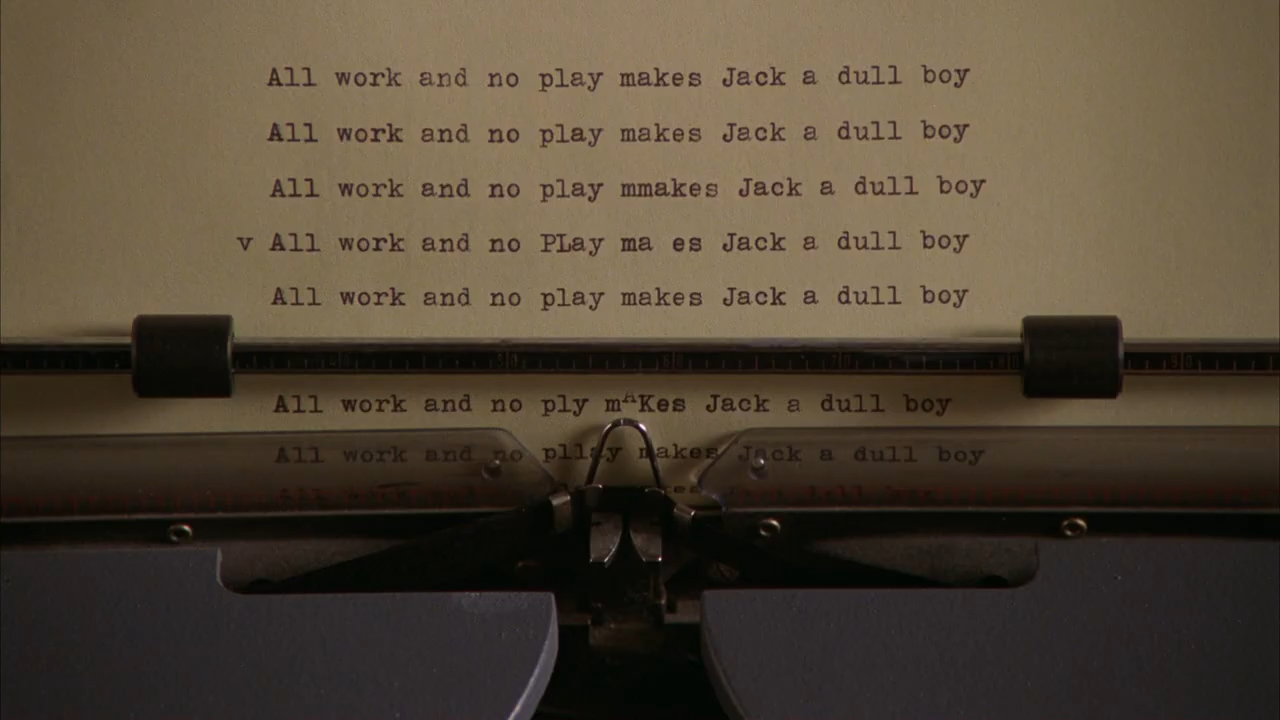 All work and no play makes Jack a dull boy
All work and no play makes Jack a dull boy
All work and no play mmakes Jack a dull boy
v All work and no PLay ma es Jack a dull boy
All work and no play makes Jack a dull boy
All work and no ply mAKes Jack a dull boy
All work and no pllay makes Jack a dull boy
All dull